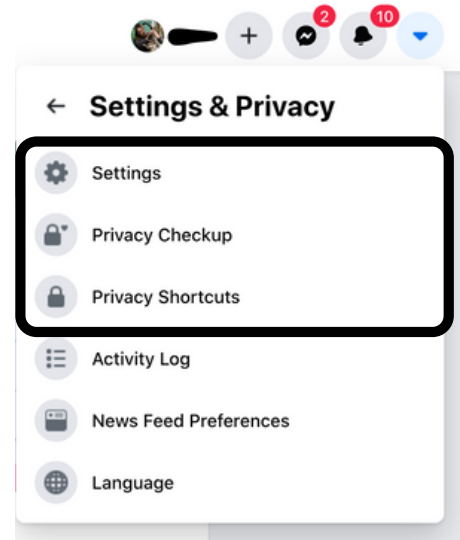 2
10
Settings & Privacy
Settings
Privacy Checkup
Privacy Shortcuts
Activity Log
News Feed Preferences
Language